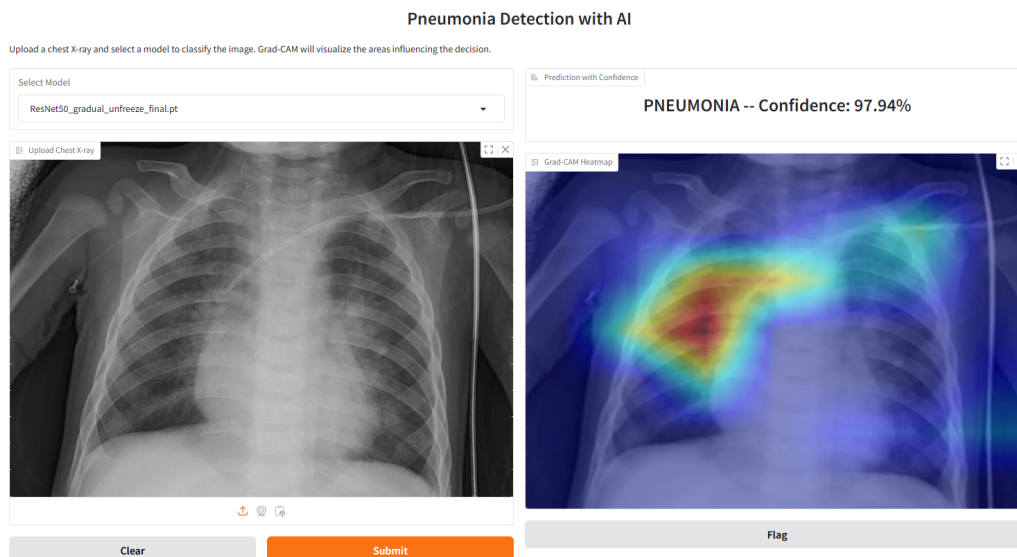 Pneumonia Detection with AI
Upload a chest X-ray and select a model to classify the image. Grad-CAM will visualize the areas influencing the decision.
Select Model
ResNet50_gradual_unfreeze_final.pt
Upload Chest X-ray
Clear
Submit
Prediction with Confidence
PNEUMONIA -- Confidence: 97.94%
Grad-CAM Heatmap
Flag